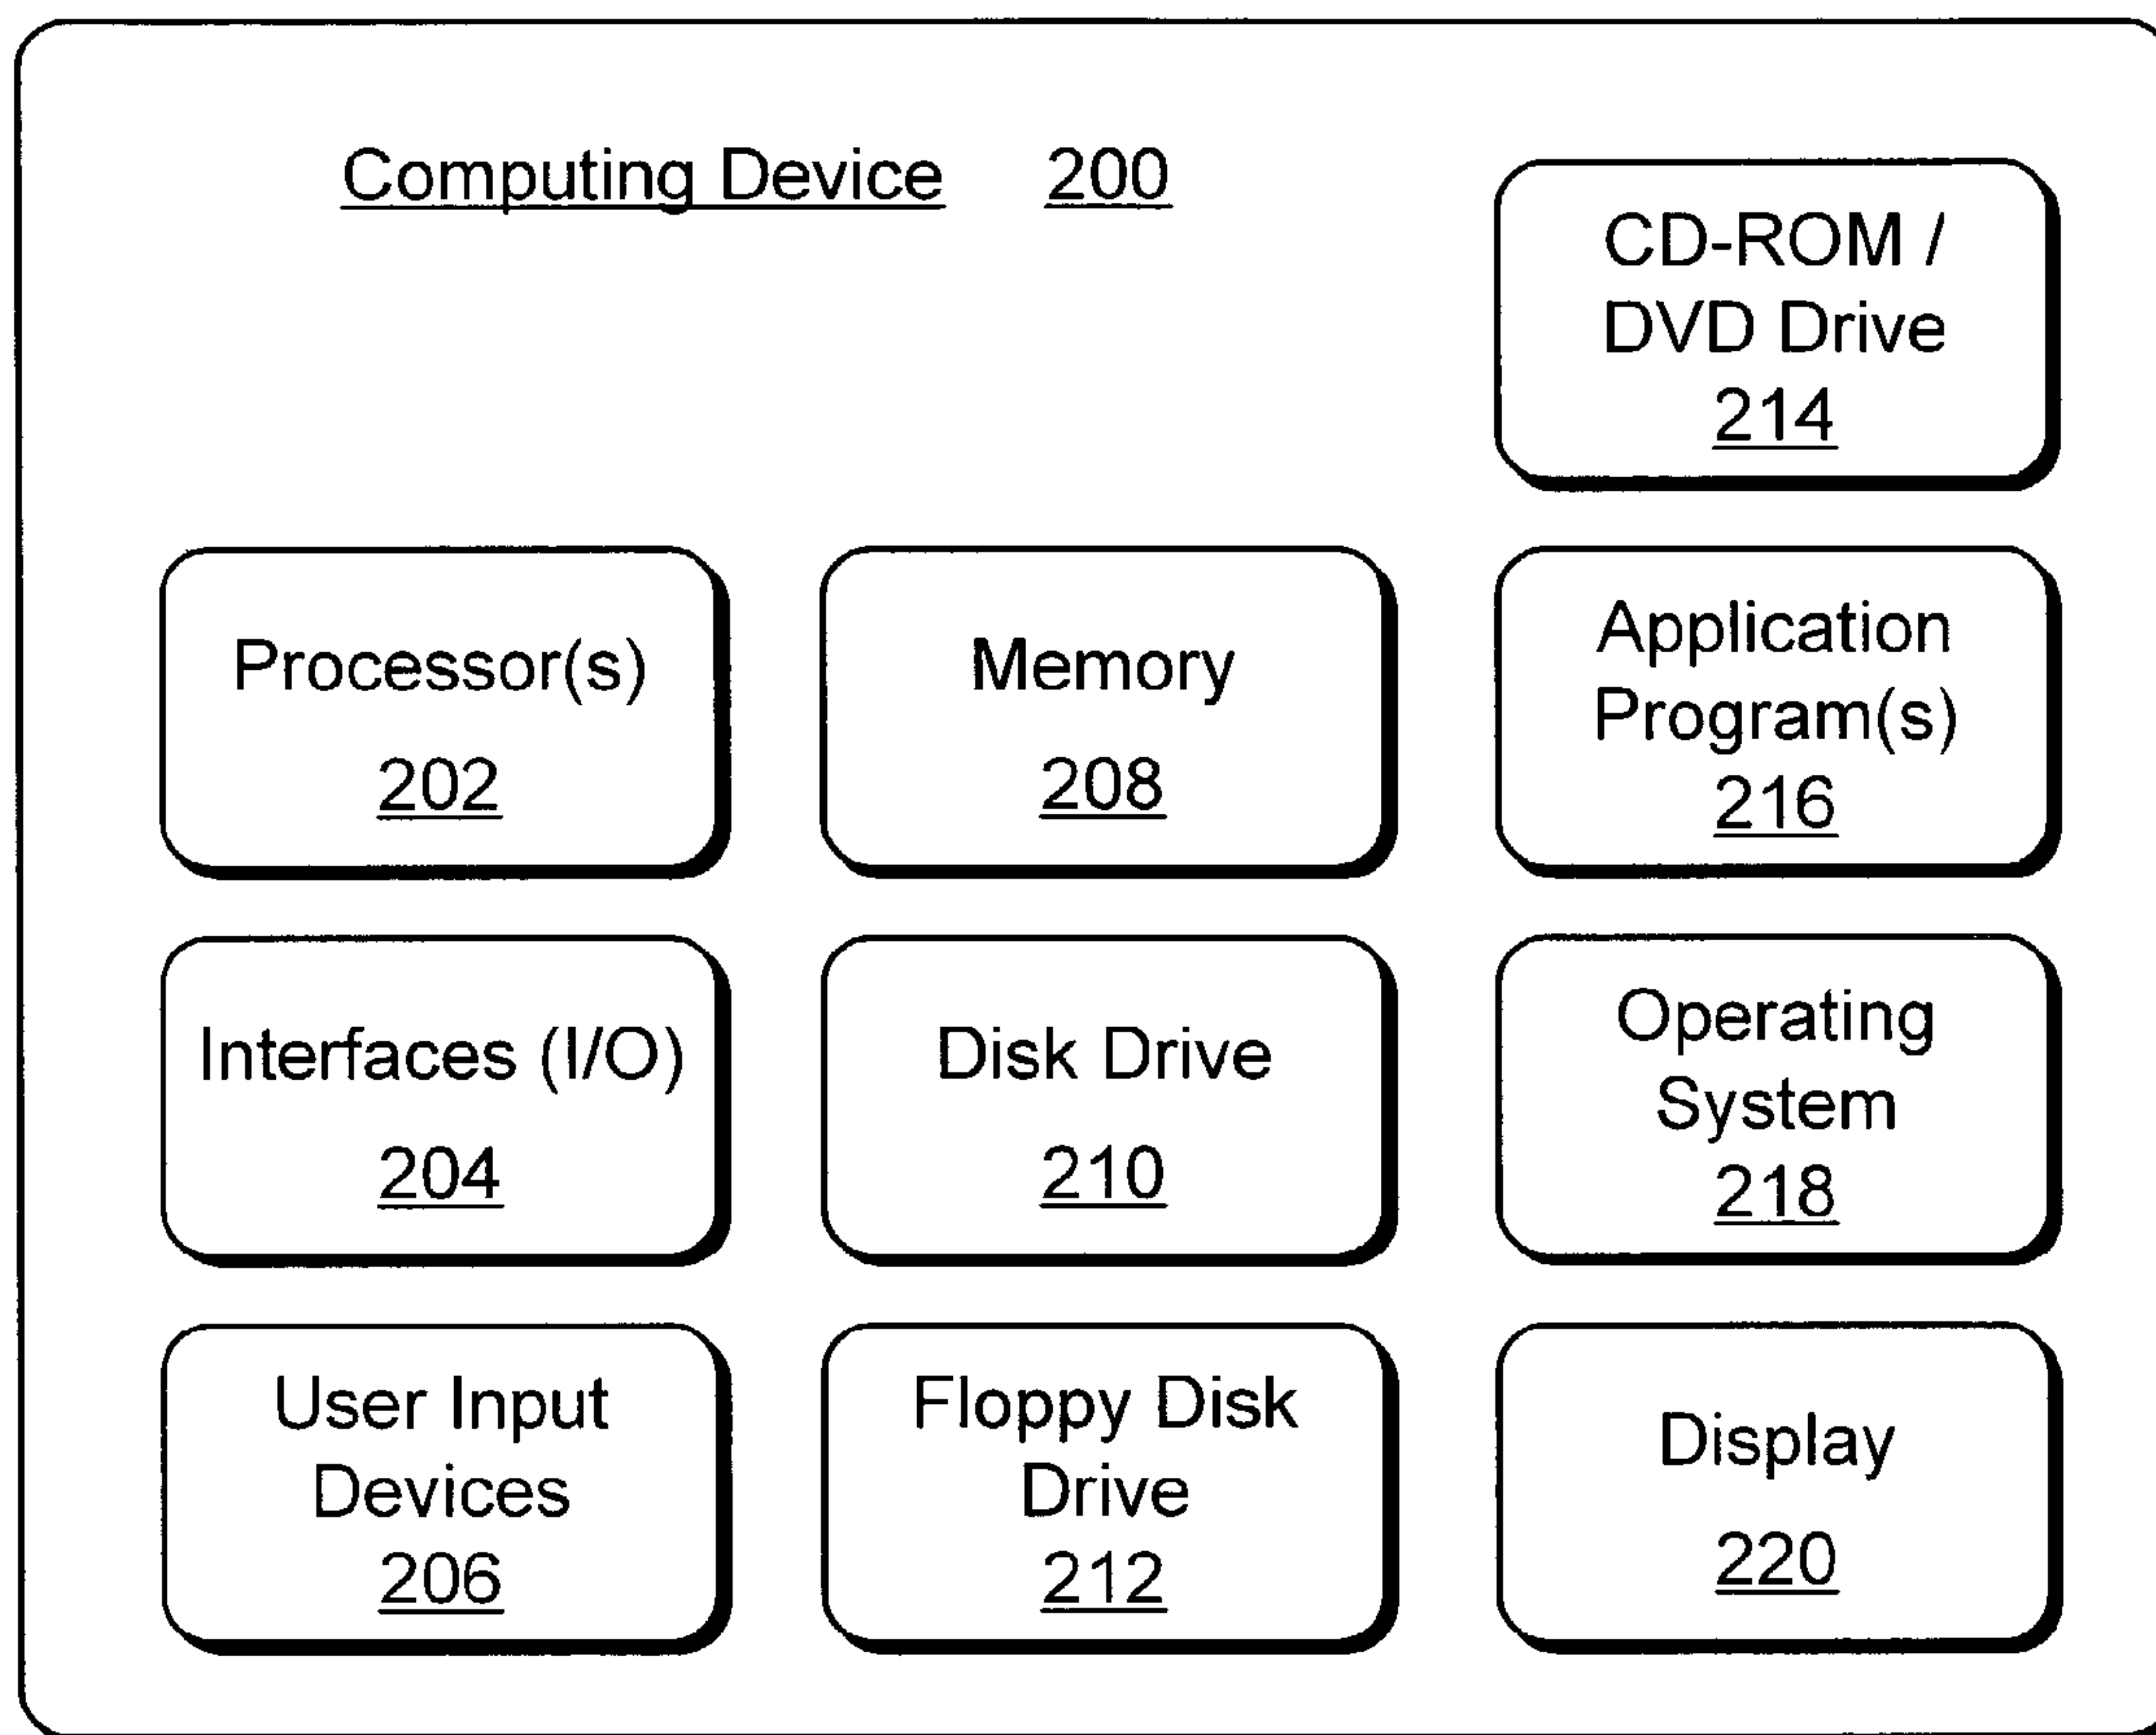 Computing Device 200
CD-ROM /
DVD Drive
214
Processor(s)
202
Memory
208
Application
Program(s)
216
Interfaces (I/O)
204
Disk Drive
210
Operating
System
218
User Input
Devices
206
Floppy Disk
Drive
212
Display
220